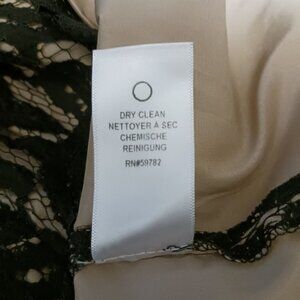 DRY CLEAN
NETTOYER À SEC
CHEMISCHE
REINIGUNG
RN#59782